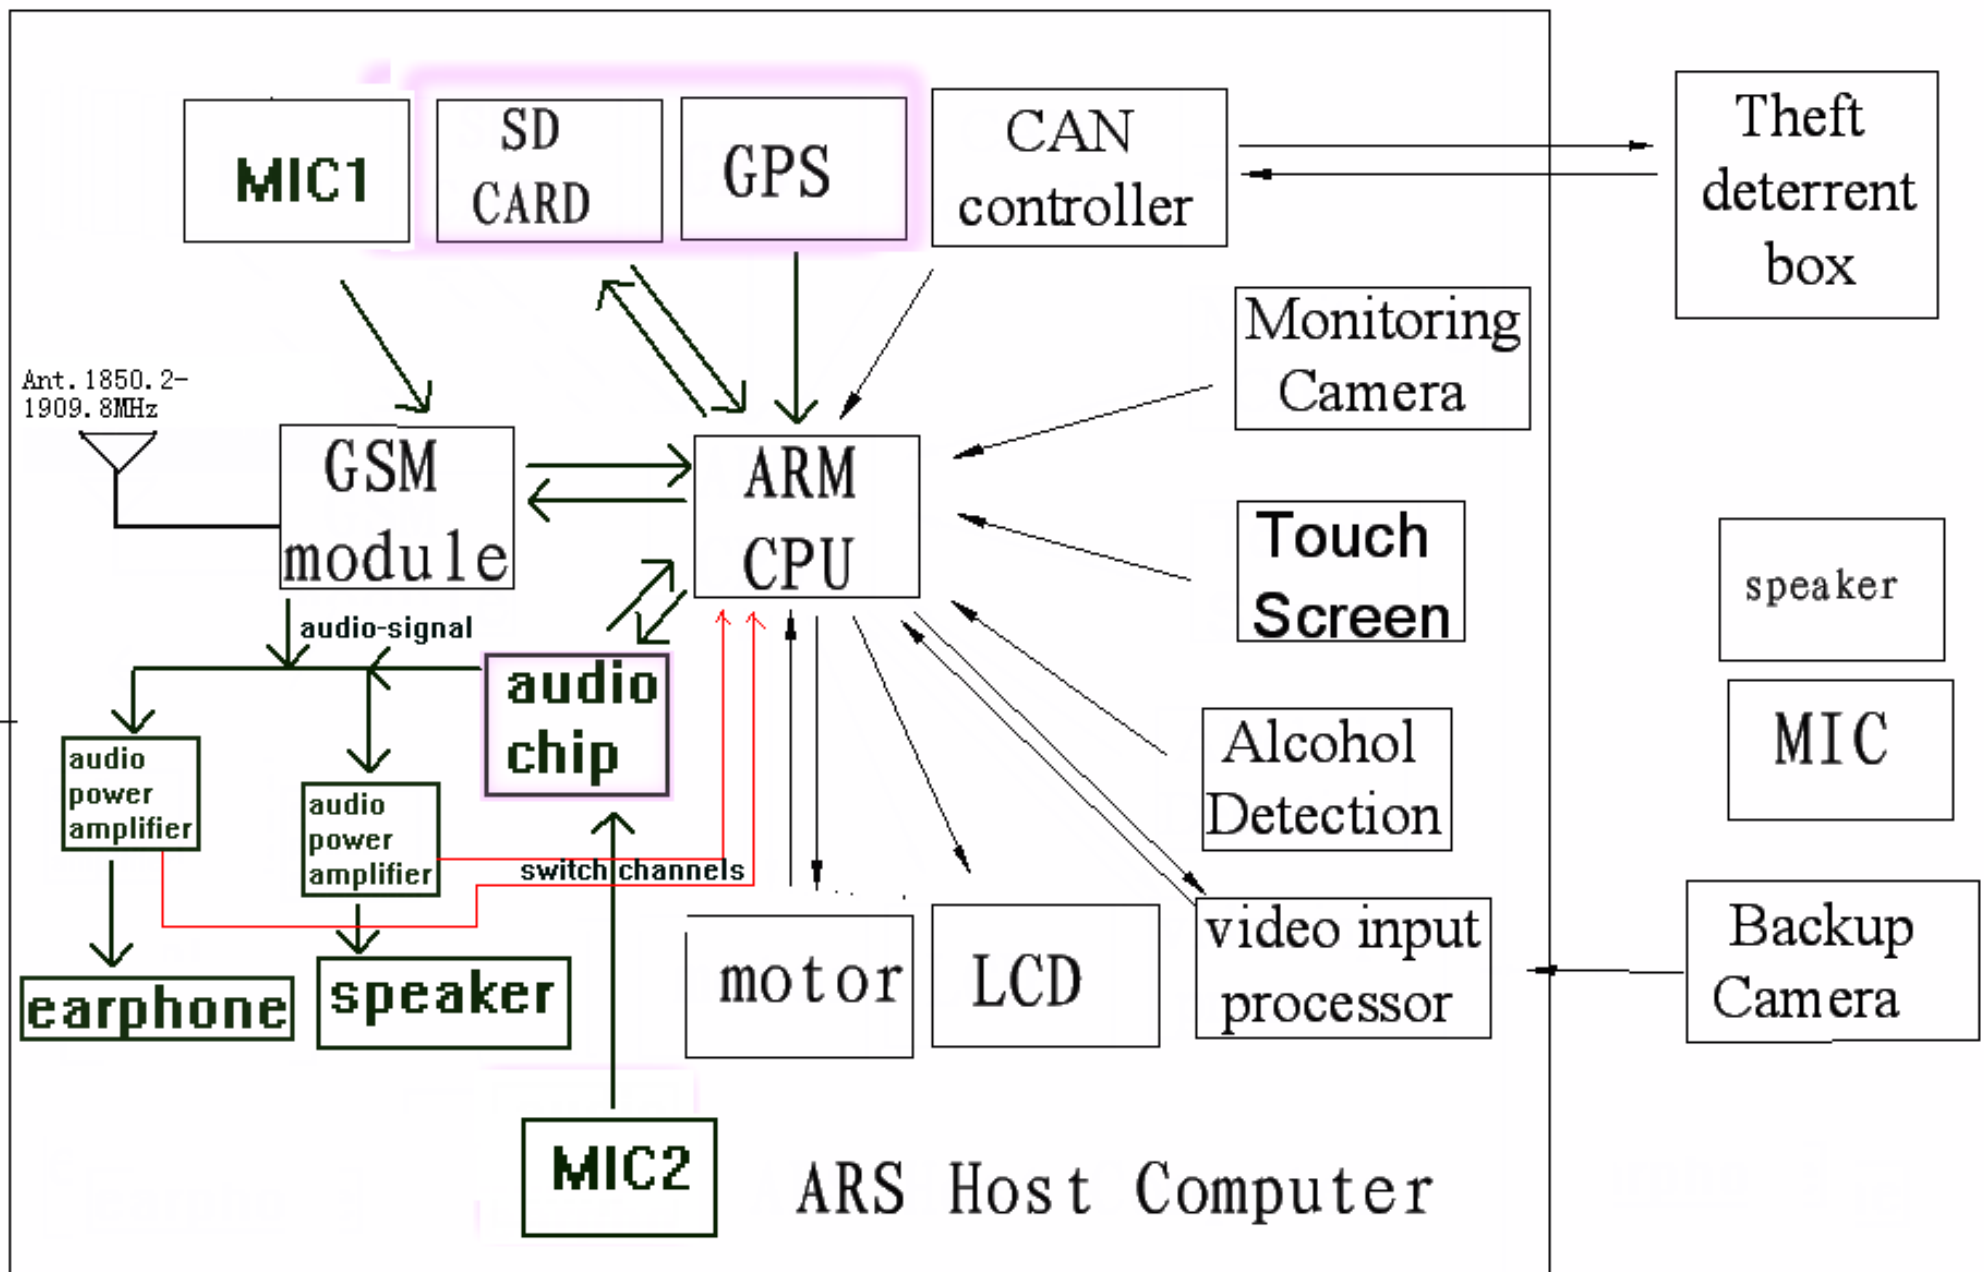 MIC1
SD
CARD
GPS
CAN
controller
Theft
deterrent
box
Monitoring
Camera
Ant.1850.2-
1909.8MHz
GSM
module
ARM
CPU
Touch
Screen
speaker
audio-signal
audio
chip
MIC
Alcohol
Detection
audio
power
amplifier
audio
power
amplifier
switch channels
earphone
speaker
motor
LCD
video input
processor
Backup
Camera
MIC2
ARS Host Computer